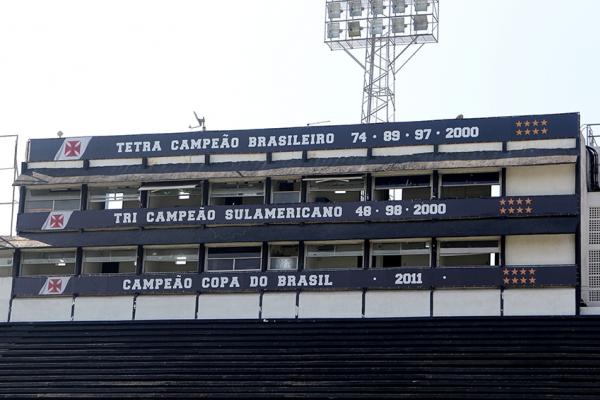 TETRA CAMPEÃO BRASILEIRO 74 · 89 · 97 · 2000
TRI CAMPEÃO SULAMERICANO 48 · 98 · 2000
CAMPEÃO COPA DO BRASIL · 2011